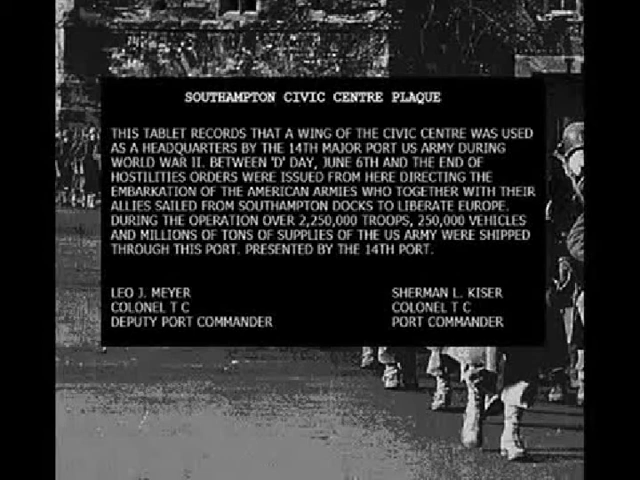 SOUTHAMPTON CIVIC CENTRE PLAQUE
THIS TABLET RECORDS THAT A WING OF THE CIVIC CENTRE WAS USED
AS A HEADQUARTERS BY THE 14TH MAJOR PORT US ARMY DURING
WORLD WAR II. BETWEEN 'D' DAY, JUNE 6TH AND THE END OF
HOSTILITIES ORDERS WERE ISSUED FROM HERE DIRECTING THE
EMBARKATION OF THE AMERICAN ARMIES WHO TOGETHER WITH THEIR
ALLIES SAILED FROM SOUTHAMPTON DOCKS TO LIBERATE EUROPE.
DURING THE OPERATION OVER 2,250,000 TROOPS, 250,000 VEHICLES
AND MILLIONS OF TONS OF SUPPLIES OF THE US ARMY WERE SHIPPED
THROUGH THIS PORT. PRESENTED BY THE 14TH PORT.
LEO J. MEYER
COLONEL T C
DEPUTY PORT COMMANDER
SHERMAN L. KISER
COLONEL T C
PORT COMMANDER